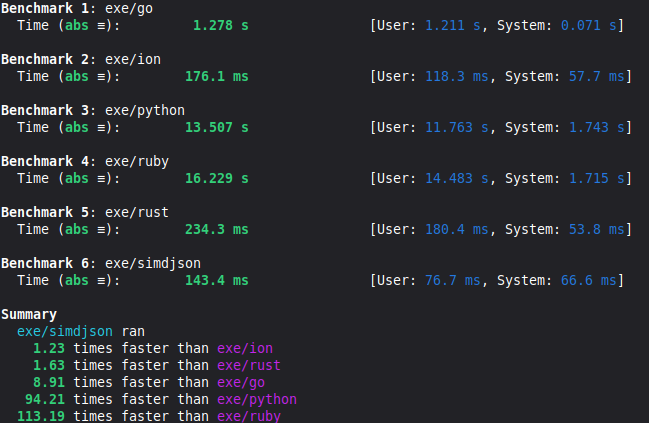 Benchmark 1: exe/go
Time (abs ≡): 1.278 s [User: 1.211 s, System: 0.071 s]
Benchmark 2: exe/ion
Time (abs ≡): 176.1 ms [User: 118.3 ms, System: 57.7 ms]
Benchmark 3: exe/python
Time (abs ≡): 13.507 s [User: 11.763 s, System: 1.743 s]
Benchmark 4: exe/ruby
Time (abs ≡): 16.229 s [User: 14.483 s, System: 1.715 s]
Benchmark 5: exe/rust
Time (abs ≡): 234.3 ms [User: 180.4 ms, System: 53.8 ms]
Benchmark 6: exe/simdjson
Time (abs ≡): 143.4 ms [User: 76.7 ms, System: 66.6 ms]
Summary
exe/simdjson ran
1.23 times faster than exe/ion
1.63 times faster than exe/rust
8.91 times faster than exe/go
94.21 times faster than exe/python
113.19 times faster than exe/ruby